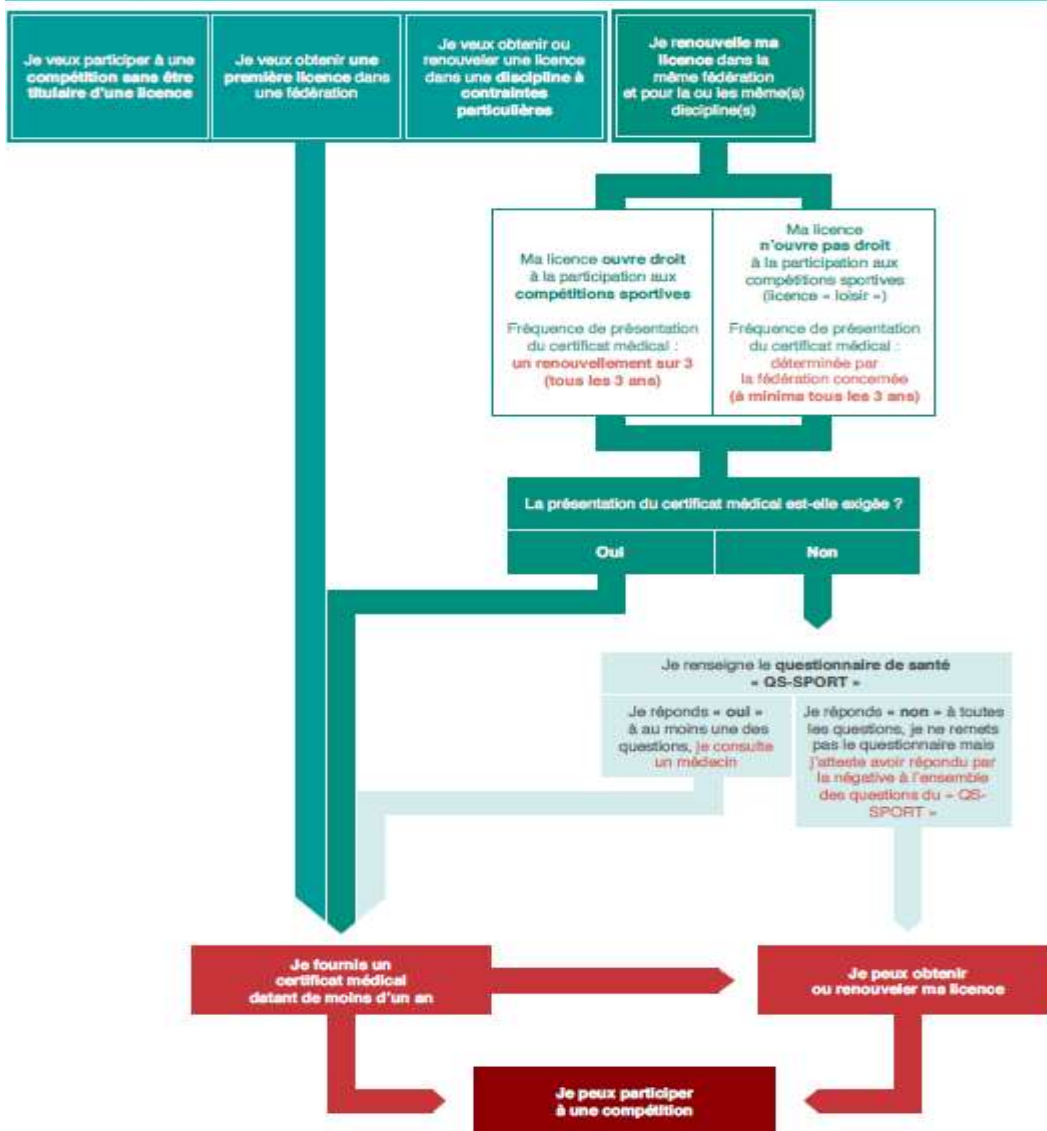 Je veux participer à une
compétition sans être
titulaire d'une licence
Je veux obtenir une
première licence dans
une fédération
Je veux obtenir ou
renouveler une licence
dans une discipline à
contraintes
particulières
Je renouvelle ma
licence dans la
même fédération
et pour la ou les même(s)
discipline(s)
Ma licence ouvre droit
à la participation aux
compétitions sportives
Fréquence de présentation
du certificat médical :
un renouvellement sur 3
(tous les 3 ans)
Ma licence
n'ouvre pas droit
à la participation aux
compétitions sportives
(licence « loisir »)
Fréquence de présentation
du certificat médical :
déterminée par
la fédération concernée
(à minima tous les 3 ans)
La présentation du certificat médical est-elle exigée ?
Oui
Non
Je renseigne le questionnaire de santé
« QS-SPORT »
Je réponds « oui »
à au moins une des
questions, je consulte
un médecin
Je réponds « non » à toutes
les questions, je ne remets
pas le questionnaire mais
j'atteste avoir répondu par
la négative à l'ensemble
des questions du « QS-
SPORT »
Je fournis un
certificat médical
datant de moins d'un an
Je peux obtenir
ou renouveler ma licence
Je peux participer
à une compétition